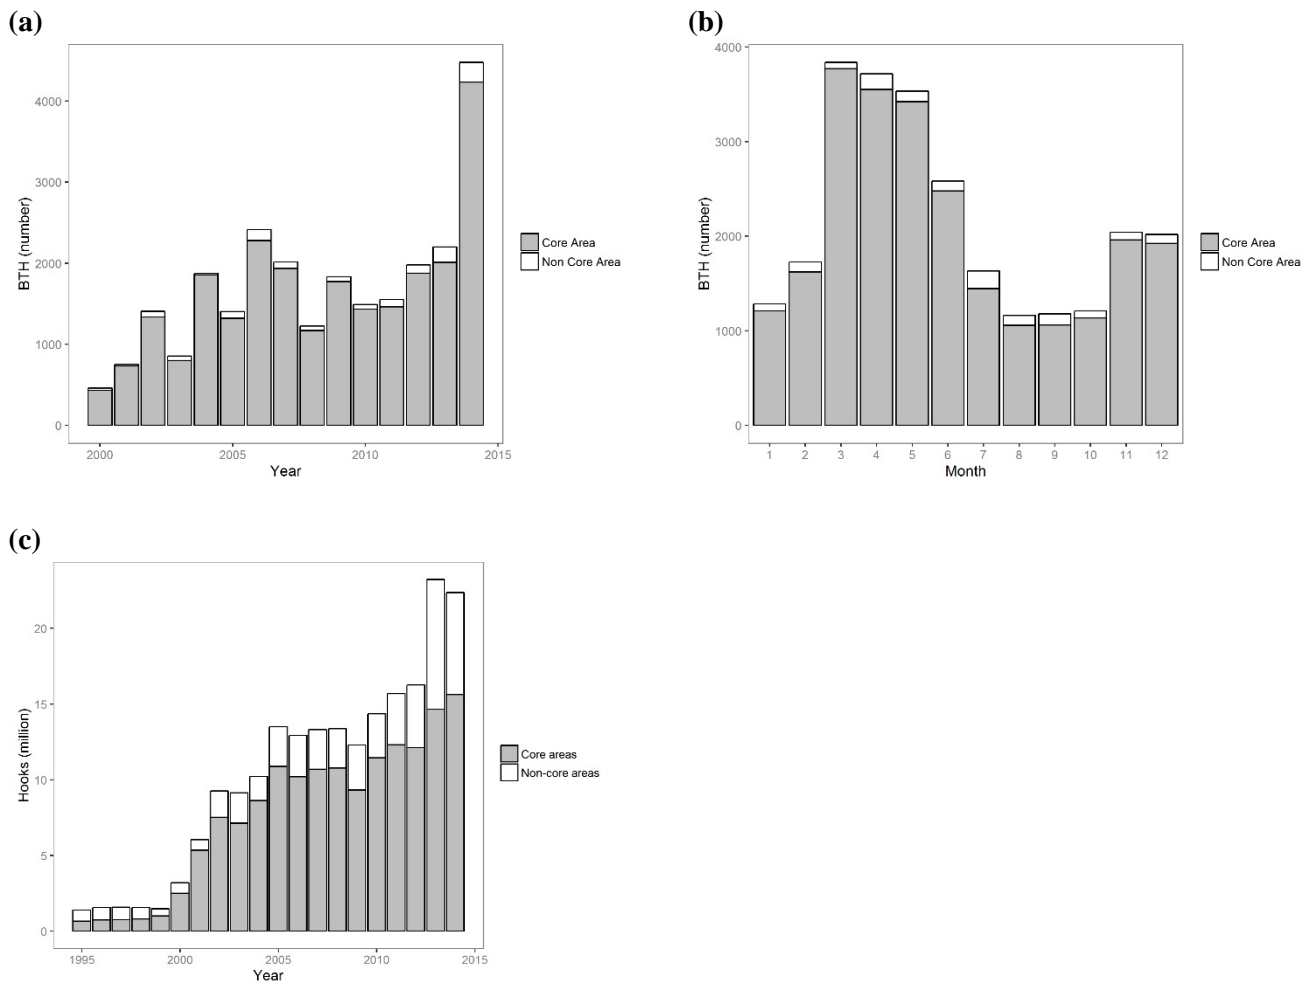 (a)
BTH (number)
4000
3000
2000
1000
0
2000 2005 2010 2015
Year
Core Area
Non Core Area
(b)
BTH (number)
4000
3000
2000
1000
0
1 2 3 4 5 6 7 8 9 10 11 12
Month
Core Area
Non Core Area
(c)
Hooks (million)
20
15
10
5
0
1995 2000 2005 2010 2015
Year
Core areas
Non-core areas